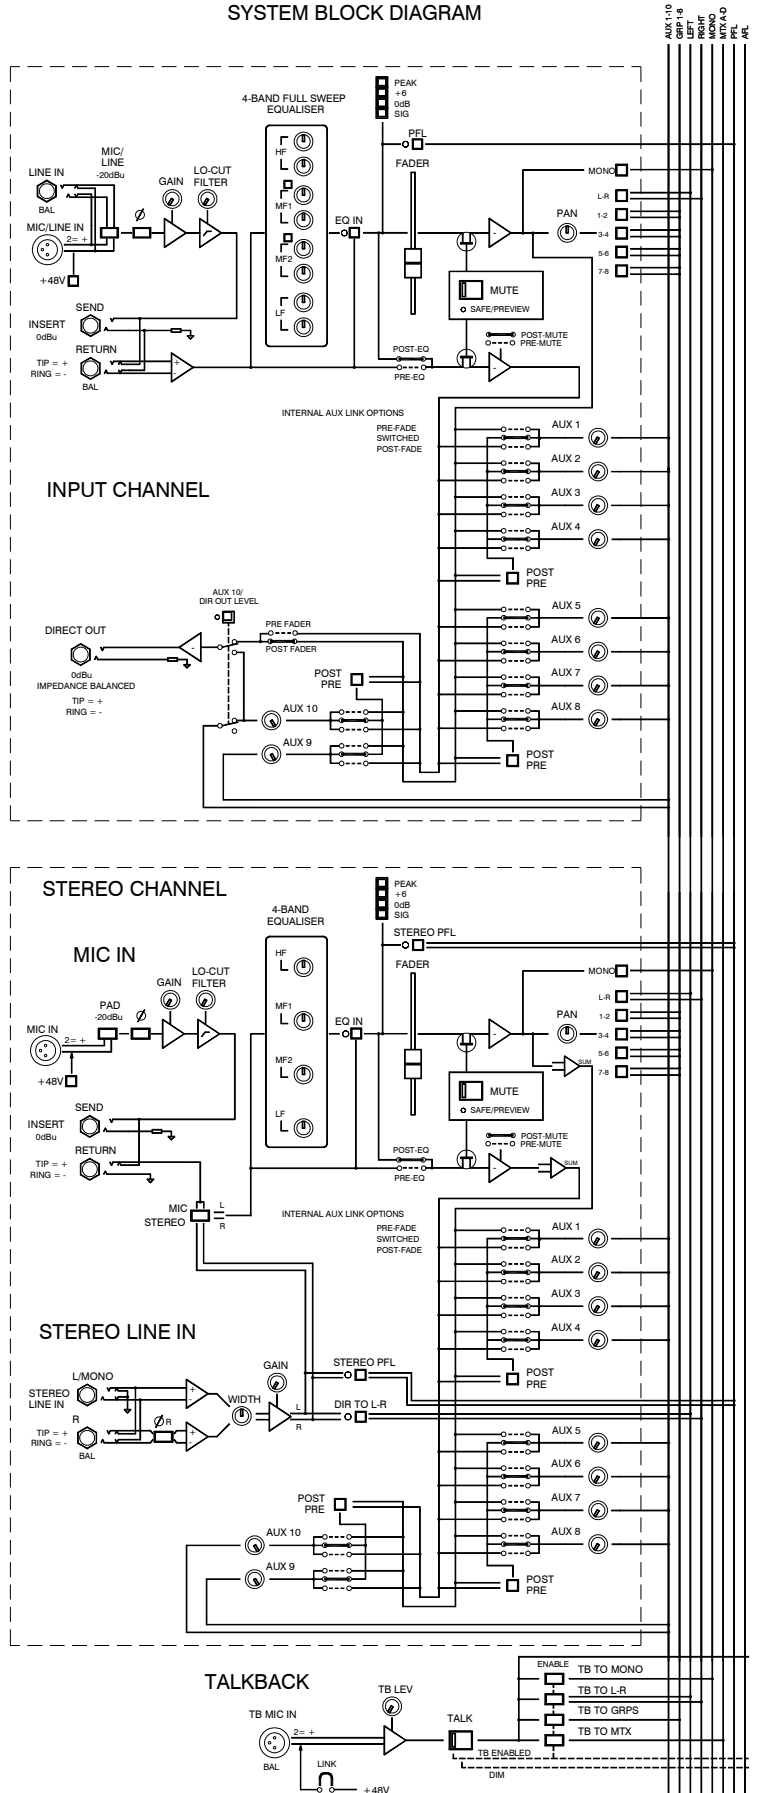 SYSTEM BLOCK DIAGRAM
AUX 1-10
GRP 1-8
LEFT
RIGHT
MONO
MTX A-D
PFL
AFL
PEAK
+6
0dB
SIG
4-BAND FULL SWEEP
EQUALISER
PFL
FADER
MIC/
LINE
-20dBu
LINE IN
BAL
MIC/LINE IN
2= +
+48V
Ø
GAIN
LO-CUT
FILTER
HF
MF1
MF2
LF
EQ IN
MONO
L-R
1-2
3-4
5-6
7-8
PAN
MUTE
SAFE/PREVIEW
SEND
INSERT
0dBu
RETURN
TIP = +
RING = -
BAL
+
-
POST-EQ
PRE-EQ
POST-MUTE
PRE-MUTE
-
-
INTERNAL AUX LINK OPTIONS
PRE-FADE
SWITCHED
POST-FADE
AUX 1
AUX 2
AUX 3
AUX 4
POST
PRE
INPUT CHANNEL
AUX 10/
DIR OUT LEVEL
DIRECT OUT
0dBu
IMPEDANCE BALANCED
TIP = +
RING = -
-
PRE FADER
POST FADER
POST
PRE
AUX 10
AUX 9
AUX 5
AUX 6
AUX 7
AUX 8
POST
PRE
STEREO CHANNEL
PEAK
+6
0dB
SIG
4-BAND
EQUALISER
STEREO PFL
FADER
MIC IN
PAD
-20dBu
Ø
GAIN
LO-CUT
FILTER
MIC IN
2= +
+48V
HF
MF1
MF2
LF
EQ IN
MONO
L-R
1-2
3-4
5-6
7-8
PAN
SUM
MUTE
SAFE/PREVIEW
SEND
INSERT
0dBu
RETURN
TIP = +
RING = -
POST-EQ
PRE-EQ
POST-MUTE
PRE-MUTE
-
-
SUM
MIC
STEREO
L
R
INTERNAL AUX LINK OPTIONS
PRE-FADE
SWITCHED
POST-FADE
AUX 1
AUX 2
AUX 3
AUX 4
POST
PRE
STEREO LINE IN
L/MONO
STEREO
LINE IN
R
TIP = +
RING = -
BAL
Ø R
+
-
+
-
WIDTH
GAIN
L
R
STEREO PFL
DIR TO L-R
AUX 5
AUX 6
AUX 7
AUX 8
POST
PRE
POST
PRE
AUX 10
AUX 9
TALKBACK
TB MIC IN
2= +
BAL
LINK
+48V
TB LEV
TALK
ENABLE
TB TO MONO
TB TO L-R
TB TO GRPS
TB TO MTX
TB ENABLED
DIM